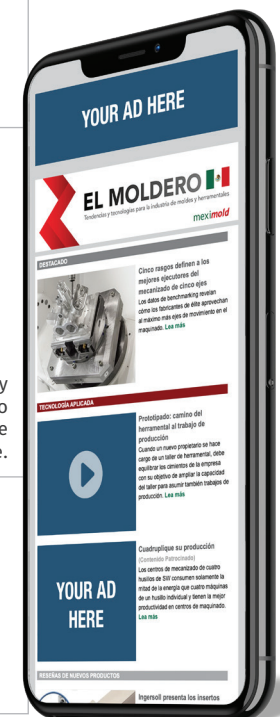 YOUR AD HERE
EL MOLDERO
Tendencias y tecnologías para la industria de moldes y herramentales
meximold
DESTACADO
Cinco rasgos definen a los
mejores ejecutores del
mecanizado de cinco ejes
Los datos de benchmarking revelan
cómo los fabricantes de élite aprovechan
al máximo más ejes de movimiento en el
maquinado. Lea más
y
o
e
e.
TECNOLOGÍA APLICADA
Prototipado: camino del
herramental al trabajo de
producción
Cuando un nuevo propietario se hace
cargo de un taller de herramental, debe
equilibrar los cimientos de la empresa
con su objetivo de ampliar la capacidad
del taller para asumir también trabajos de
producción. Lea más
YOUR AD
HERE
Cuadruplique su producción
(Contenido Patrocinado)
Los centros de mecanizado de cuatro
husillos de SW consumen solamente la
mitad de la energía que cuatro máquinas
de un husillo individual y tienen la mejor
productividad en centros de maquinado.
Lea más
RESEÑAS DE NUEVOS PRODUCTOS
Ingersoll presenta los insertos